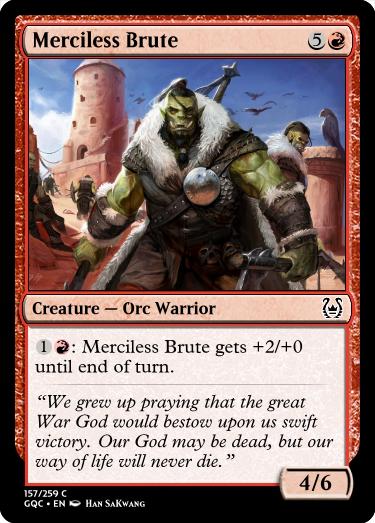 Merciless Brute 5
Creature — Orc Warrior
1 : Merciless Brute gets +2/+0
until end of turn.
“We grew up praying that the great
War God would bestow upon us swift
victory. Our God may be dead, but our
way of life will never die.”
4/6
157/259 C
GQC • EN Han SaKwang